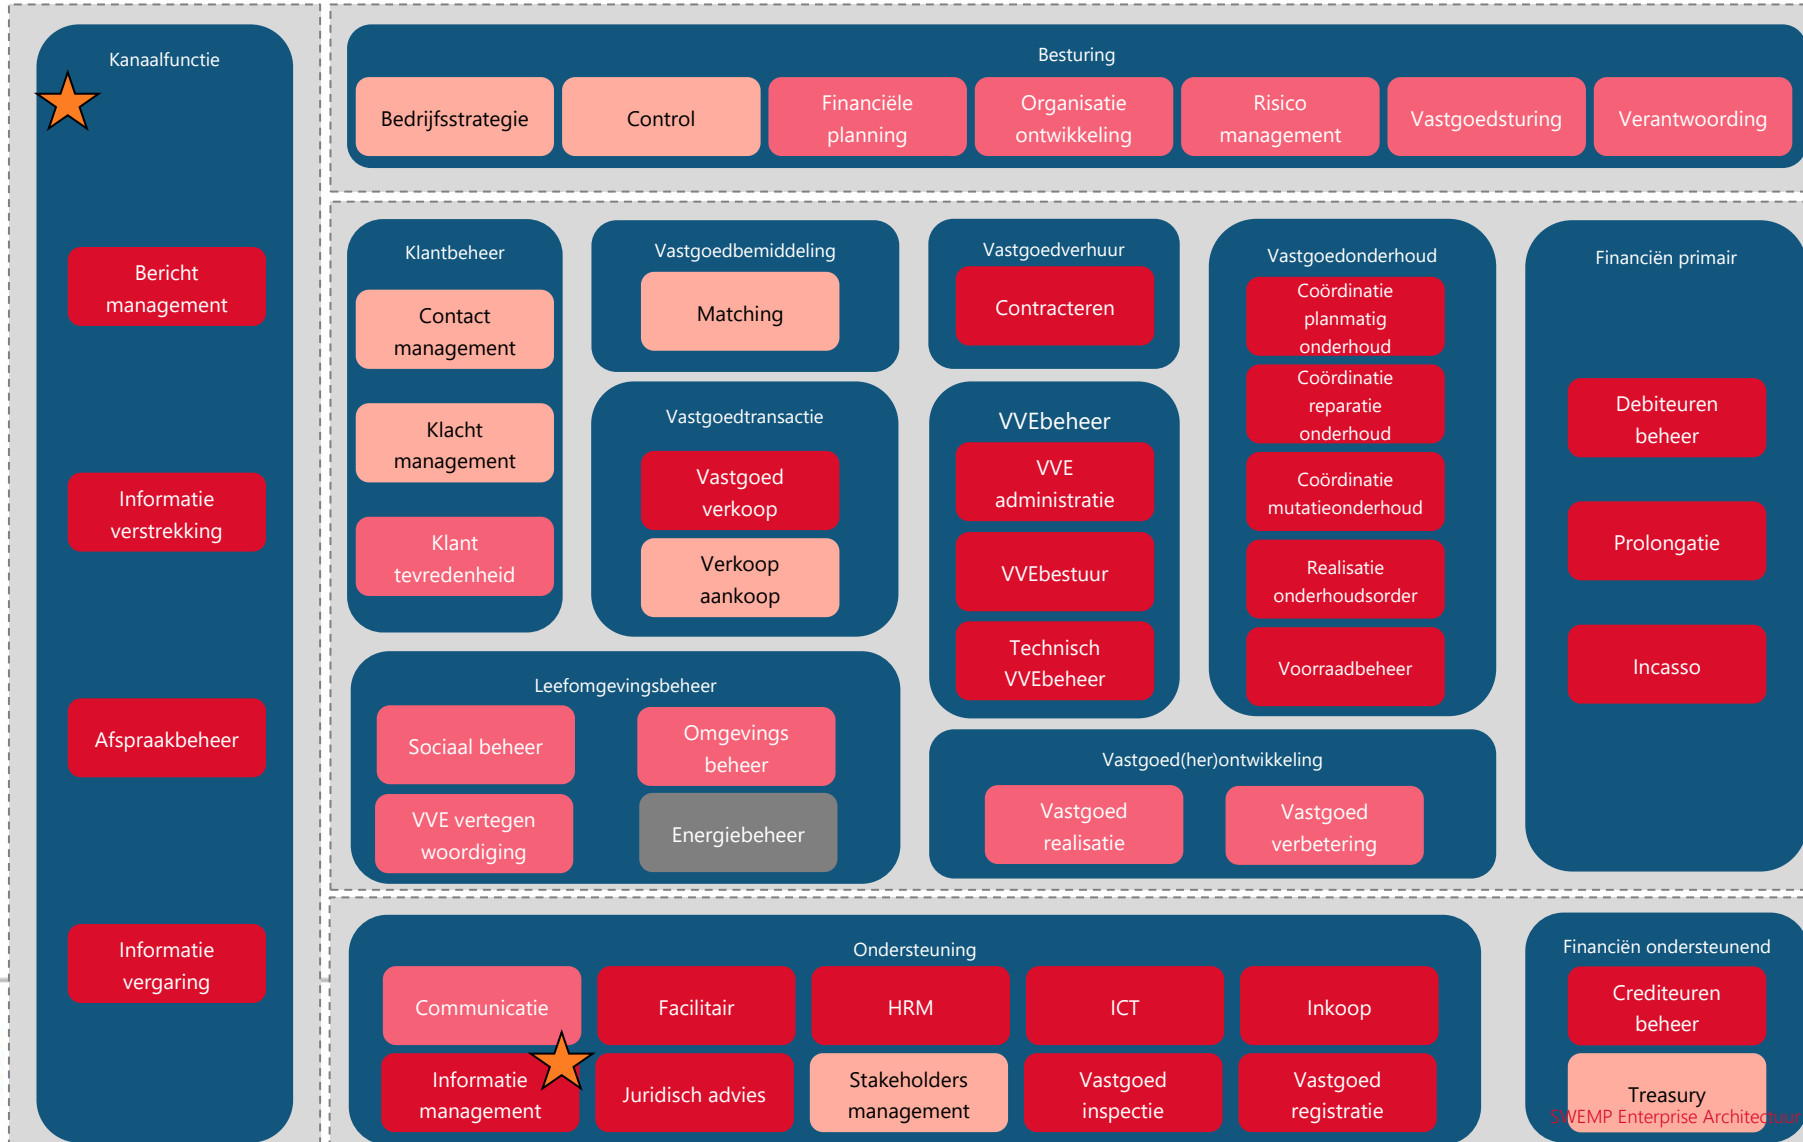 Kanaalfunctie
Bericht
management
Informatie
verstrekking
Afspraakbeheer
Informatie
vergaring
Besturing
Bedrijfsstrategie
Control
Financiële
planning
Organisatie
ontwikkeling
Risico
management
Vastgoedsturing
Verantwoording
Klantbeheer
Contact
management
Klacht
management
Klant
tevredenheid
Vastgoedbemiddeling
Matching
Vastgoedtransactie
Vastgoed
verkoop
Verkoop
aankoop
Vastgoedverhuur
Contracteren
VVEbeheer
VVE
administratie
VVEbestuur
Technisch
VVEbeheer
Vastgoedonderhoud
Coördinatie
planmatig
onderhoud
Coördinatie
reparatie
onderhoud
Coördinatie
mutatieonderhoud
Realisatie
onderhoudsorder
Voorraadbeheer
Financiën primair
Debiteuren
beheer
Prolongatie
Incasso
Leefomgevingsbeheer
Sociaal beheer
Omgevings
beheer
VVE vertegen
woordiging
Energiebeheer
Vastgoed(her)ontwikkeling
Vastgoed
realisatie
Vastgoed
verbetering
Ondersteuning
Communicatie
Facilitair
HRM
ICT
Inkoop
Informatie
management
Juridisch advies
Stakeholders
management
Vastgoed
inspectie
Vastgoed
registratie
Financiën ondersteunend
Crediteuren
beheer
Treasury
SWEMP Enterprise Architectuur